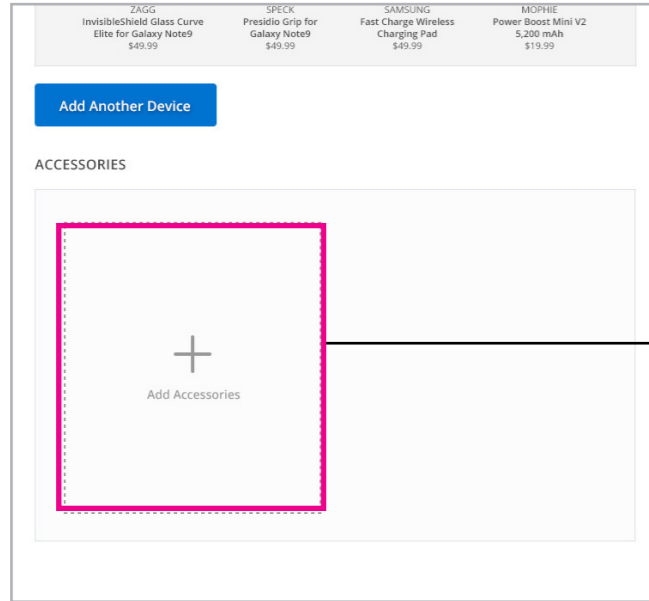 ZAGG
InvisibleShield Glass Curve
Elite for Galaxy Note9
$49.99
SPECK
Presidio Grip for
Galaxy Note9
$49.99
SAMSUNG
Fast Charge Wireless
Charging Pad
$49.99
MOPHIE
Power Boost Mini V2
5,200 mAh
$19.99
Add Another Device
ACCESSORIES
Add Accessories